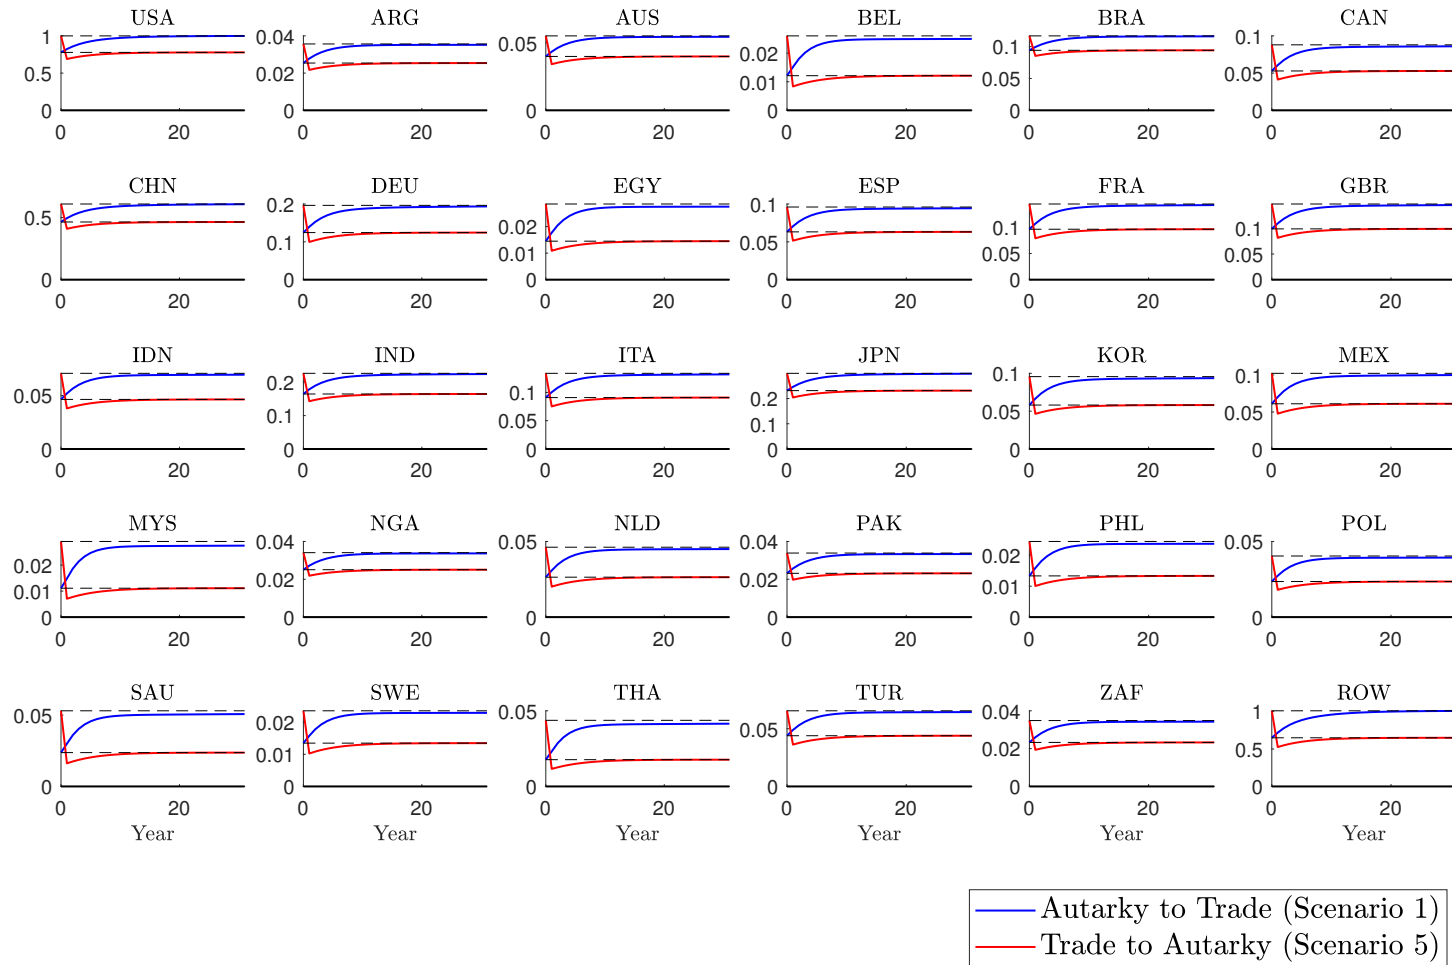 USA ARG AUS BEL BRA CAN
1 0.04 0.05 0.02 0.1 0.1
0.5 0.02 0.01 0.05 0.05
0 0 0 0 0 0
0 20 0 20 0 20 0 20 0 20 0 20
CHN DEU EGY ESP FRA GBR
0.5 0.2 0.02 0.1 0.1 0.1
0.1 0.01 0.05 0.05 0.05
0 0 0 0 0 0
0 20 0 20 0 20 0 20 0 20 0 20
IDN IND ITA JPN KOR MEX
0.05 0.2 0.1 0.2 0.1 0.1
0.1 0.05 0.1 0.05 0.05
0 0 0 0 0 0
0 20 0 20 0 20 0 20 0 20 0 20
MYS NGA NLD PAK PHL POL
0.02 0.04 0.05 0.04 0.02 0.05
0.01 0.02 0.02 0.01
0 0 0 0 0 0
0 20 0 20 0 20 0 20 0 20 0 20
SAU SWE THA TUR ZAF ROW
0.05 0.02 0.05 0.05 0.04 1
0.01 0.02 0.5
0 0 0 0 0 0
0 20 0 20 0 20 0 20 0 20 0 20
Year Year Year Year Year Year
Autarky to Trade (Scenario 1)
Trade to Autarky (Scenario 5)